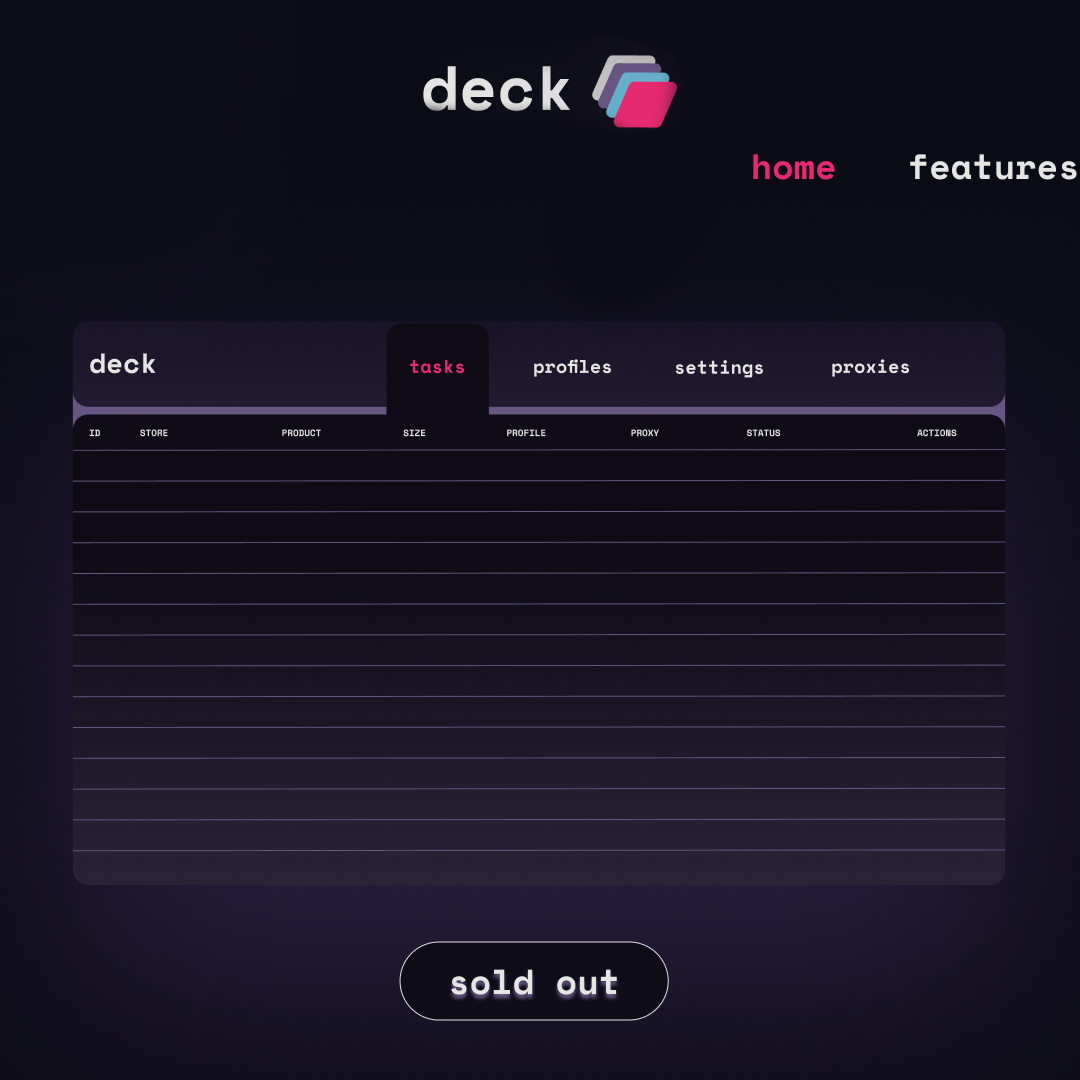 deck
home features
deck tasks profiles settings proxies
ID STORE PRODUCT SIZE PROFILE PROXY STATUS ACTIONS
sold out